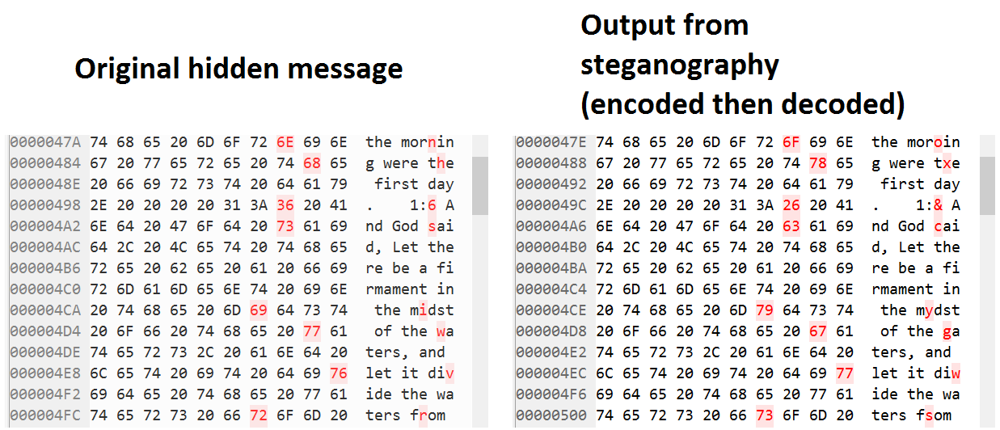 Original hidden message
Output from
steganography
(encoded then decoded)
0000047A 74 68 65 20 6D 6F 72 6E 69 6E the mornin
00000484 67 20 77 65 72 65 20 74 68 65 g were the
0000048E 20 66 69 72 73 74 20 64 61 79  first day
00000498 2E 20 20 20 20 31 3A 36 20 41 .    1:6 A
000004A2 6E 64 20 47 6F 64 20 73 61 69 nd God sai
000004AC 64 2C 20 4C 65 74 20 74 68 65 d, Let the
000004B6 72 65 20 62 65 20 61 20 66 69 re be a fi
000004C0 72 6D 61 6D 65 6E 74 20 69 6E rmament in
000004CA 20 74 68 65 20 6D 69 64 73 74  the midst
000004D4 20 6F 66 20 74 68 65 20 77 61  of the wa
000004DE 74 65 72 73 2C 20 61 6E 64 20 ters, and
000004E8 6C 65 74 20 69 74 20 64 69 76 let it div
000004F2 69 64 65 20 74 68 65 20 77 61 ide the wa
000004FC 74 65 72 73 20 66 72 6F 6D 20 ters from
0000047E 74 68 65 20 6D 6F 72 6F 69 6E the moroin
00000488 67 20 77 65 72 65 20 74 78 65 g were txe
00000492 20 66 69 72 73 74 20 64 61 79  first day
0000049C 2E 20 20 20 20 31 3A 26 20 41 .    1:& A
000004A6 6E 64 20 47 6F 64 20 63 61 69 nd God cai
000004B0 64 2C 20 4C 65 74 20 74 68 65 d, Let the
000004BA 72 65 20 62 65 20 61 20 66 69 re be a fi
000004C4 72 6D 61 6D 65 6E 74 20 69 6E rmament in
000004CE 20 74 68 65 20 6D 79 64 73 74  the mydst
000004D8 20 6F 66 20 74 68 65 20 67 61  of the ga
000004E2 74 65 72 73 2C 20 61 6E 64 20 ters, and
000004EC 6C 65 74 20 69 74 20 64 69 77 let it diw
000004F6 69 64 65 20 74 68 65 20 77 61 ide the wa
00000500 74 65 72 73 20 66 73 6F 6D 20 ters fsom